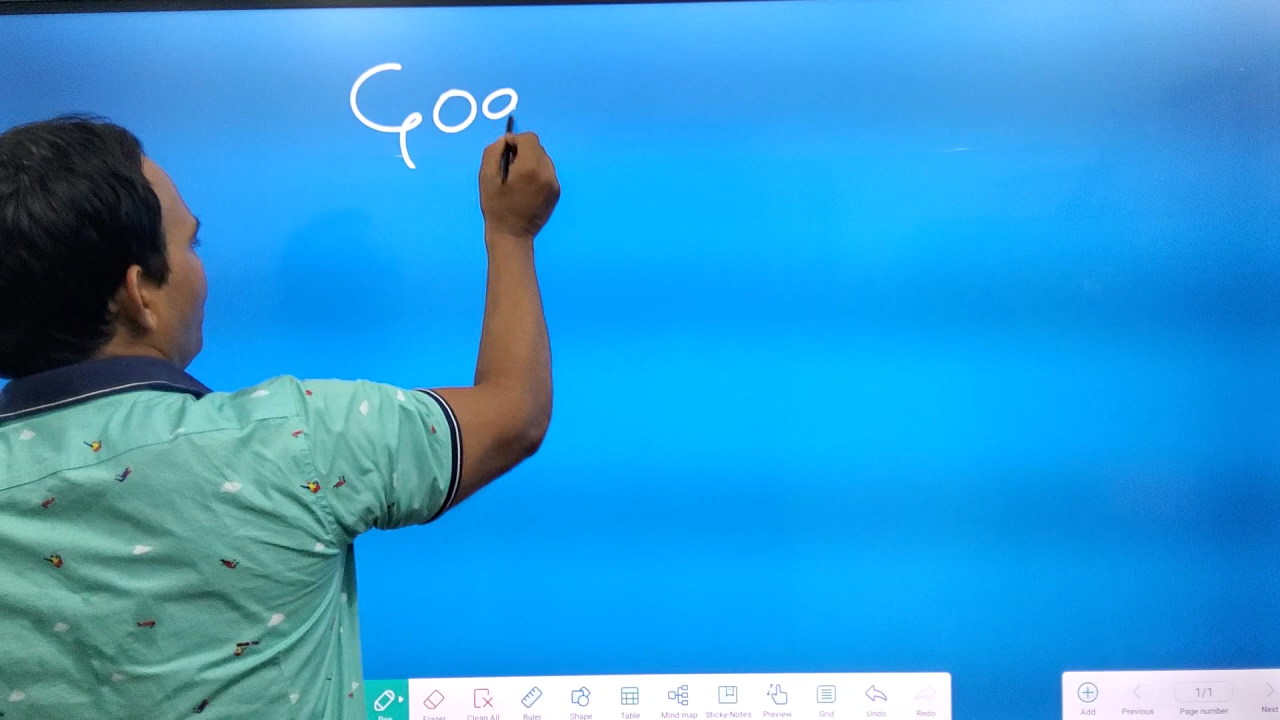 Goo
Pen Eraser Clean All Ruler Shape Table Mind map Sticky Notes Preview Grid Undo Redo
Add Previous 1/1 Page number Next